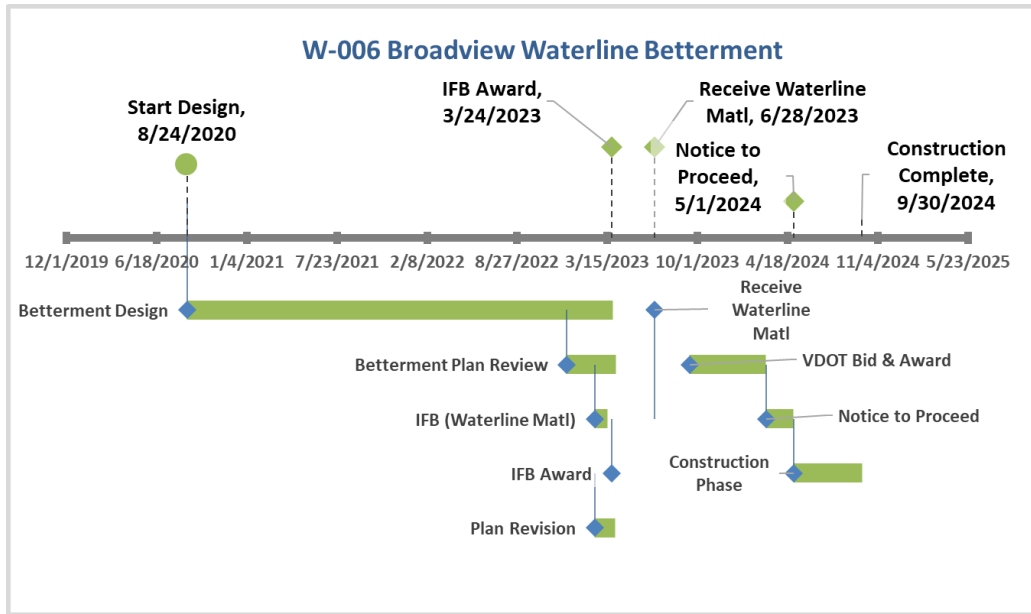 W-006 Broadview Waterline Betterment
Start Design,
8/24/2020
IFB Award,
3/24/2023
Receive Waterline
Matl, 6/28/2023
Notice to
Proceed,
5/1/2024
Construction
Complete,
9/30/2024
12/1/2019 6/18/2020 1/4/2021 7/23/2021 2/8/2022 8/27/2022 3/15/2023 10/1/2023 4/18/2024 11/4/2024 5/23/2025
Betterment Design
Receive
Waterline
Matl
Betterment Plan Review
VDOT Bid & Award
IFB (Waterline Matl)
Notice to Proceed
IFB Award
Construction
Phase
Plan Revision